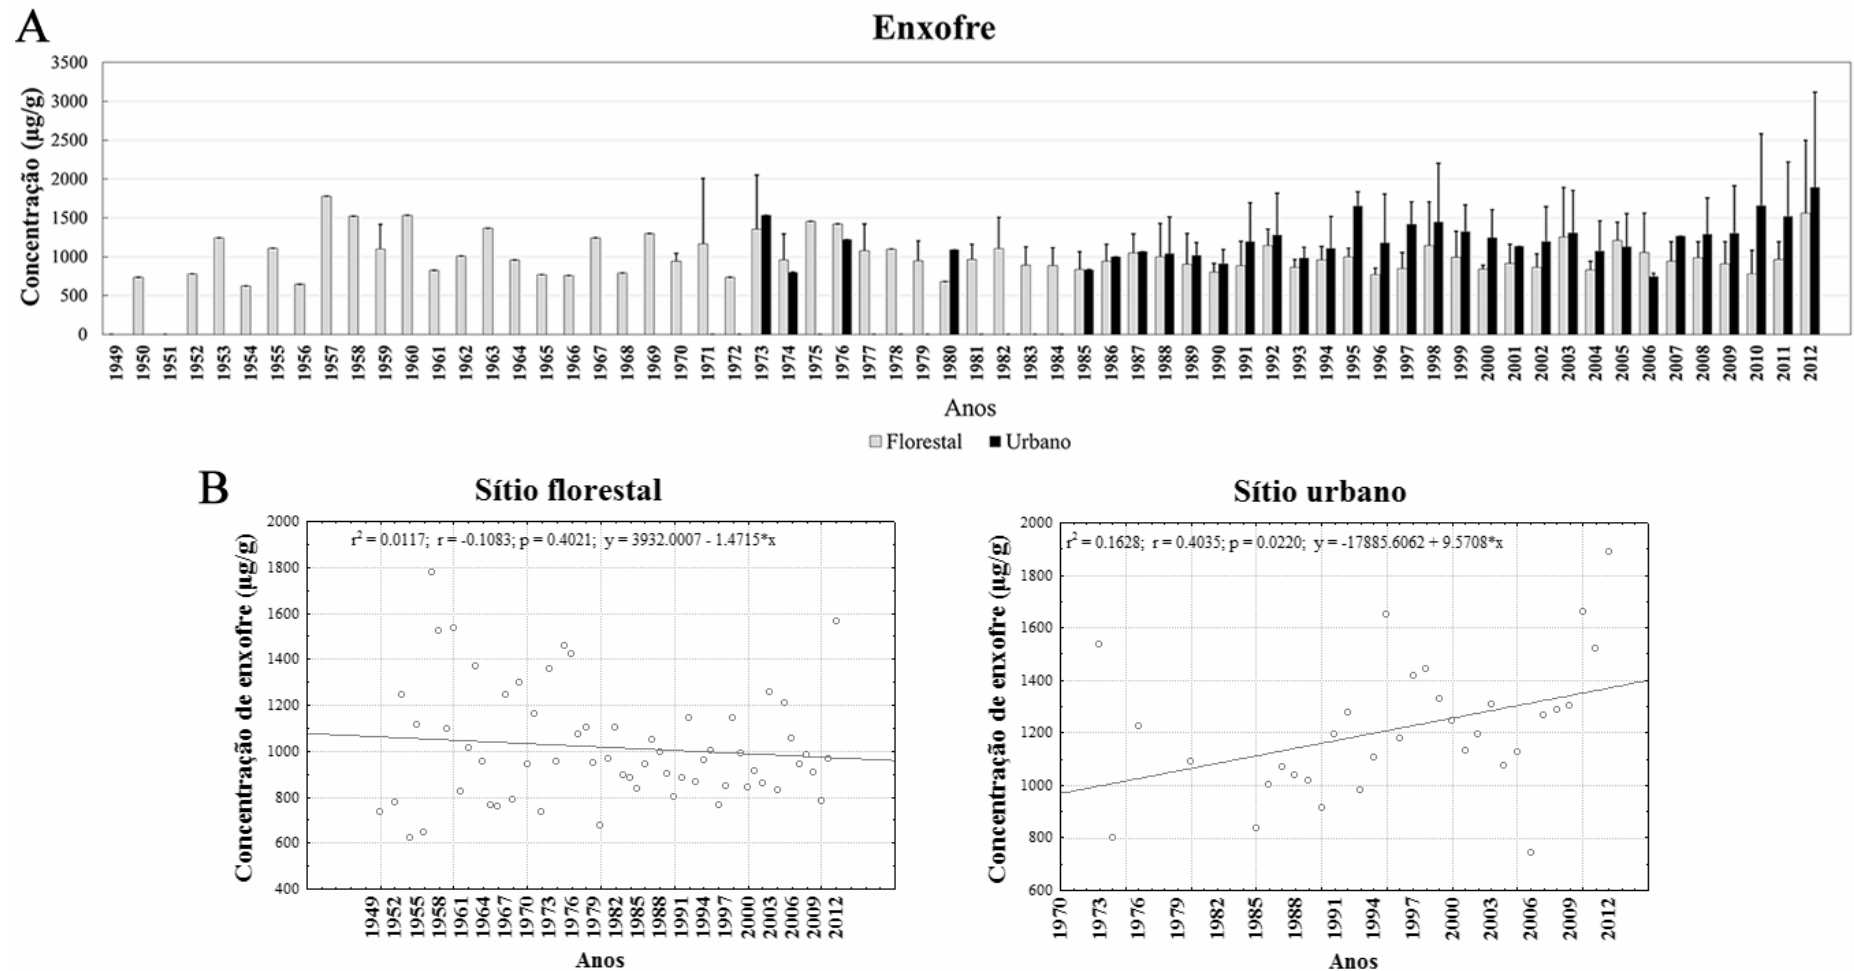 A
Enxofre
Concentração (µg/g)
3500
3000
2500
2000
1500
1000
500
0
1949 1950 1951 1952 1953 1954 1955 1956 1957 1958 1959 1960 1961 1962 1963 1964 1965 1966 1967 1968 1969 1970 1971 1972 1973 1974 1975 1976 1977 1978 1979 1980 1981 1982 1983 1984 1985 1986 1987 1988 1989 1990 1991 1992 1993 1994 1995 1996 1997 1998 1999 2000 2001 2002 2003 2004 2005 2006 2007 2008 2009 2010 2011 2012
Anos
Florestal Urbano
B
Sítio florestal
Concentração de enxofre (µg/g)
2000
r² = 0.0117; r = -0.1083; p = 0.4021; y = 3932.0007 - 1.4715*x
1800
1600
1400
1200
1000
800
600
400
1949 1952 1955 1958 1961 1964 1967 1970 1973 1976 1979 1982 1985 1988 1991 1994 1997 2000 2003 2006 2009 2012
Anos
Sítio urbano
Concentração de enxofre (µg/g)
2000
r² = 0.1628; r = 0.4035; p = 0.0220; y = -17885.6062 + 9.5708*x
1800
1600
1400
1200
1000
800
600
1970 1973 1976 1979 1982 1985 1988 1991 1994 1997 2000 2003 2006 2009 2012
Anos